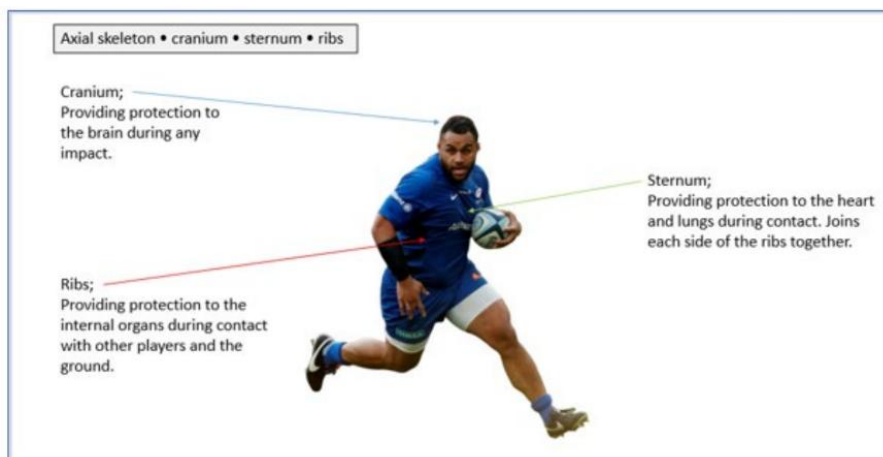 Axial skeleton • cranium • sternum • ribs
Cranium;
Providing protection to
the brain during any
impact.
Sternum;
Providing protection to the heart
and lungs during contact. Joins
each side of the ribs together.
Ribs;
Providing protection to the
internal organs during contact
with other players and the
ground.